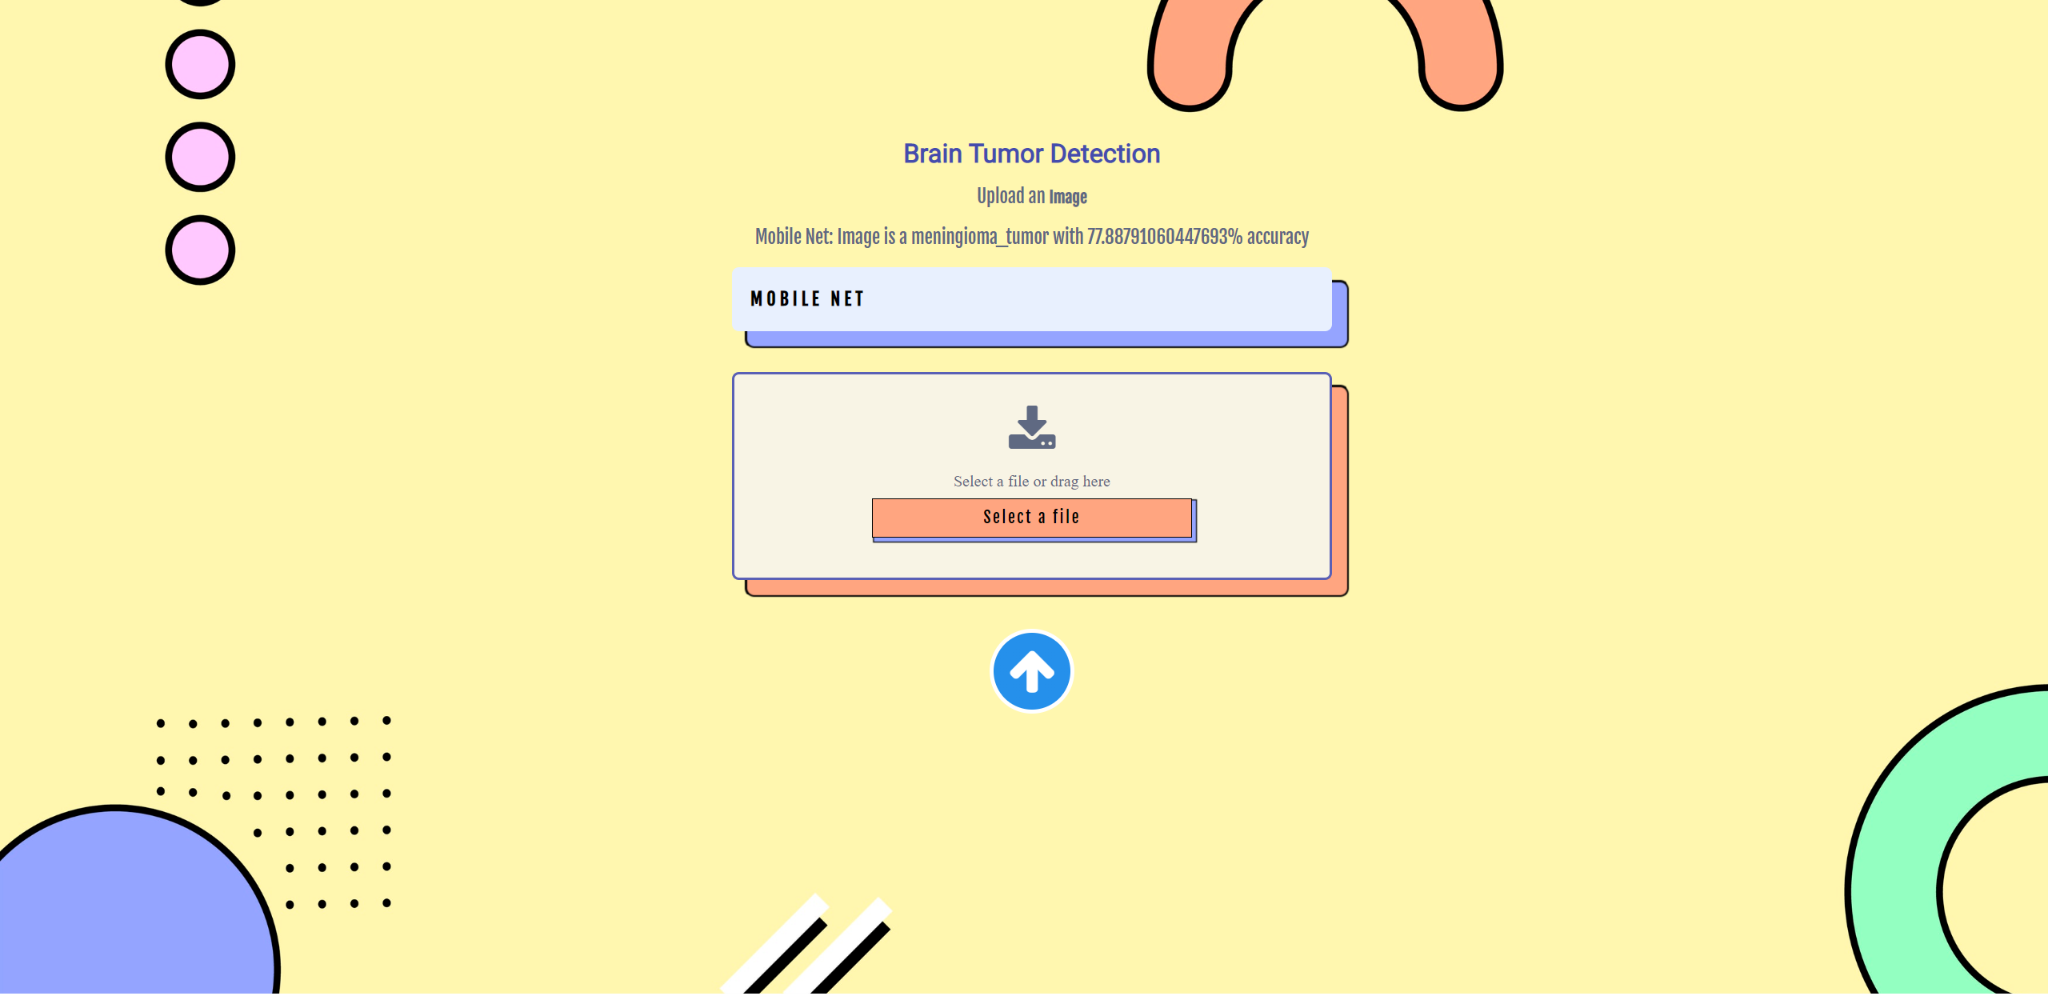 Brain Tumor Detection
Upload an Image
Mobile Net: Image is a meningioma_tumor with 77.88791060447693% accuracy
MOBILE NET
Select a file or drag here
Select a file